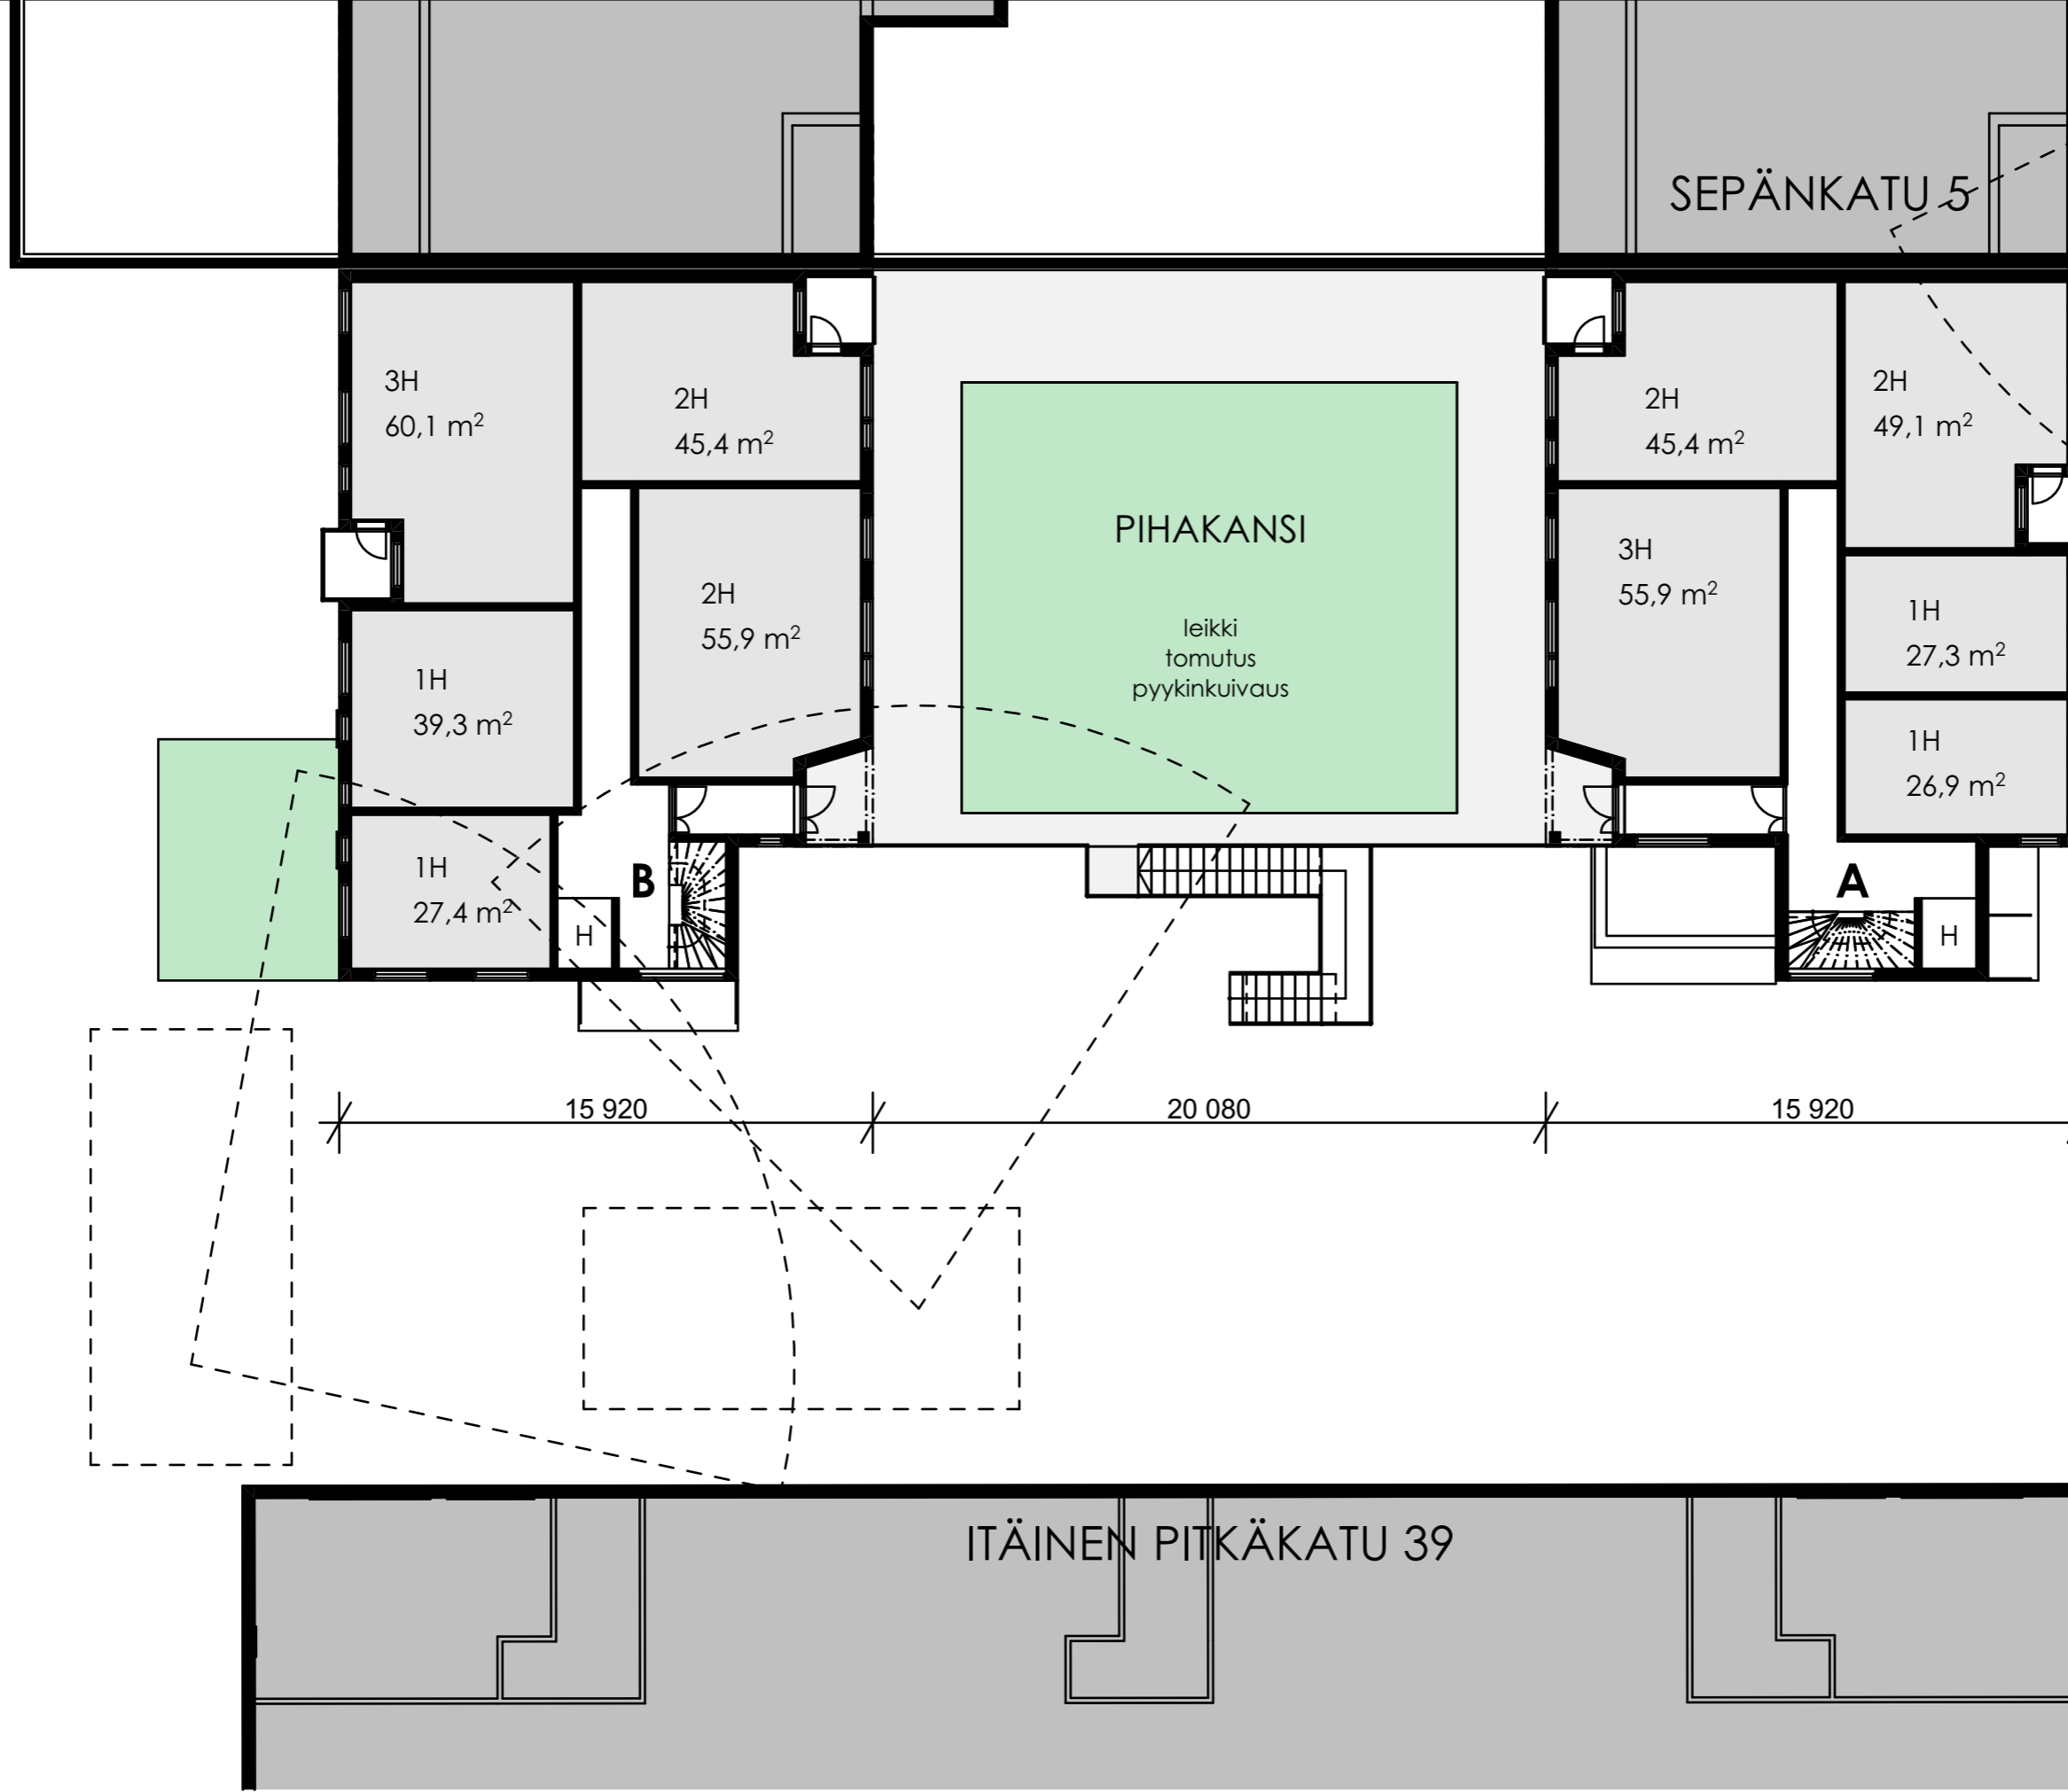 SEPÄNKATU 5
3H
60,1 m²
2H
45,4 m²
2H
45,4 m²
2H
49,1 m²
PIHAKANSI
leikki
tomutus
pyykinkuivaus
2H
55,9 m²
3H
55,9 m²
1H
27,3 m²
1H
39,3 m²
1H
26,9 m²
1H
27,4 m²
B
H
A
H
15 920
20 080
15 920
ITÄINEN PITKÄKATU 39